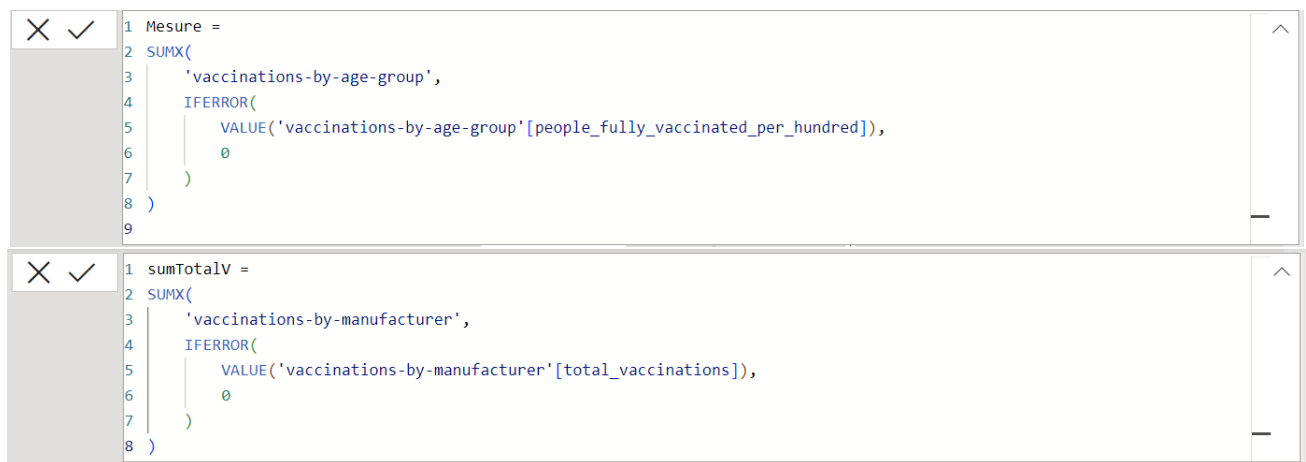 1 Mesure =
2 SUMX(
3 'vaccinations-by-age-group',
4 IFERROR(
5 VALUE('vaccinations-by-age-group'[people_fully_vaccinated_per_hundred]),
6 0
7 )
8 )
9
1 sumTotalV =
2 SUMX(
3 'vaccinations-by-manufacturer',
4 IFERROR(
5 VALUE('vaccinations-by-manufacturer'[total_vaccinations]),
6 0
7 )
8 )